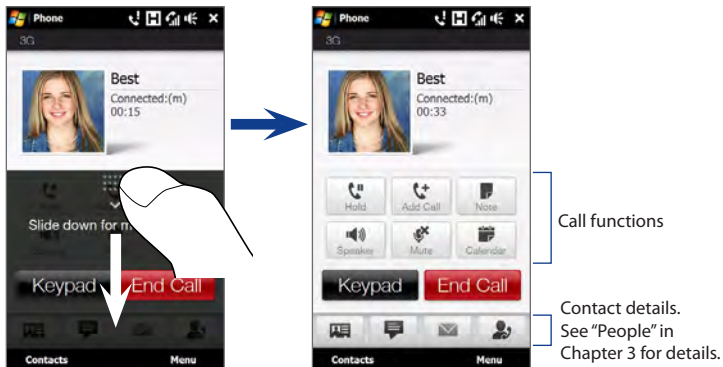 Phone
3G
Best
Connected:(m)
00:15
Slide down for m
Keypad
End Call
Contacts
Menu
Phone
3G
Best
Connected:(m)
00:33
Hold
Add Call
Note
Speaker
Mute
Calendar
Keypad
End Call
Contacts
Menu
Call functions
Contact details.
See “People” in
Chapter 3 for details.